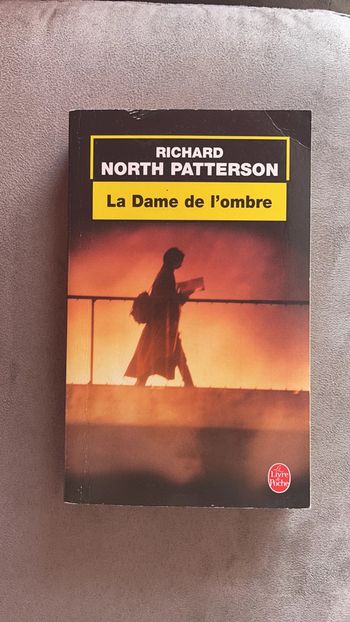 RICHARD
NORTH PATTERSON
La Dame de l'ombre
Le
Livre
de
Poche